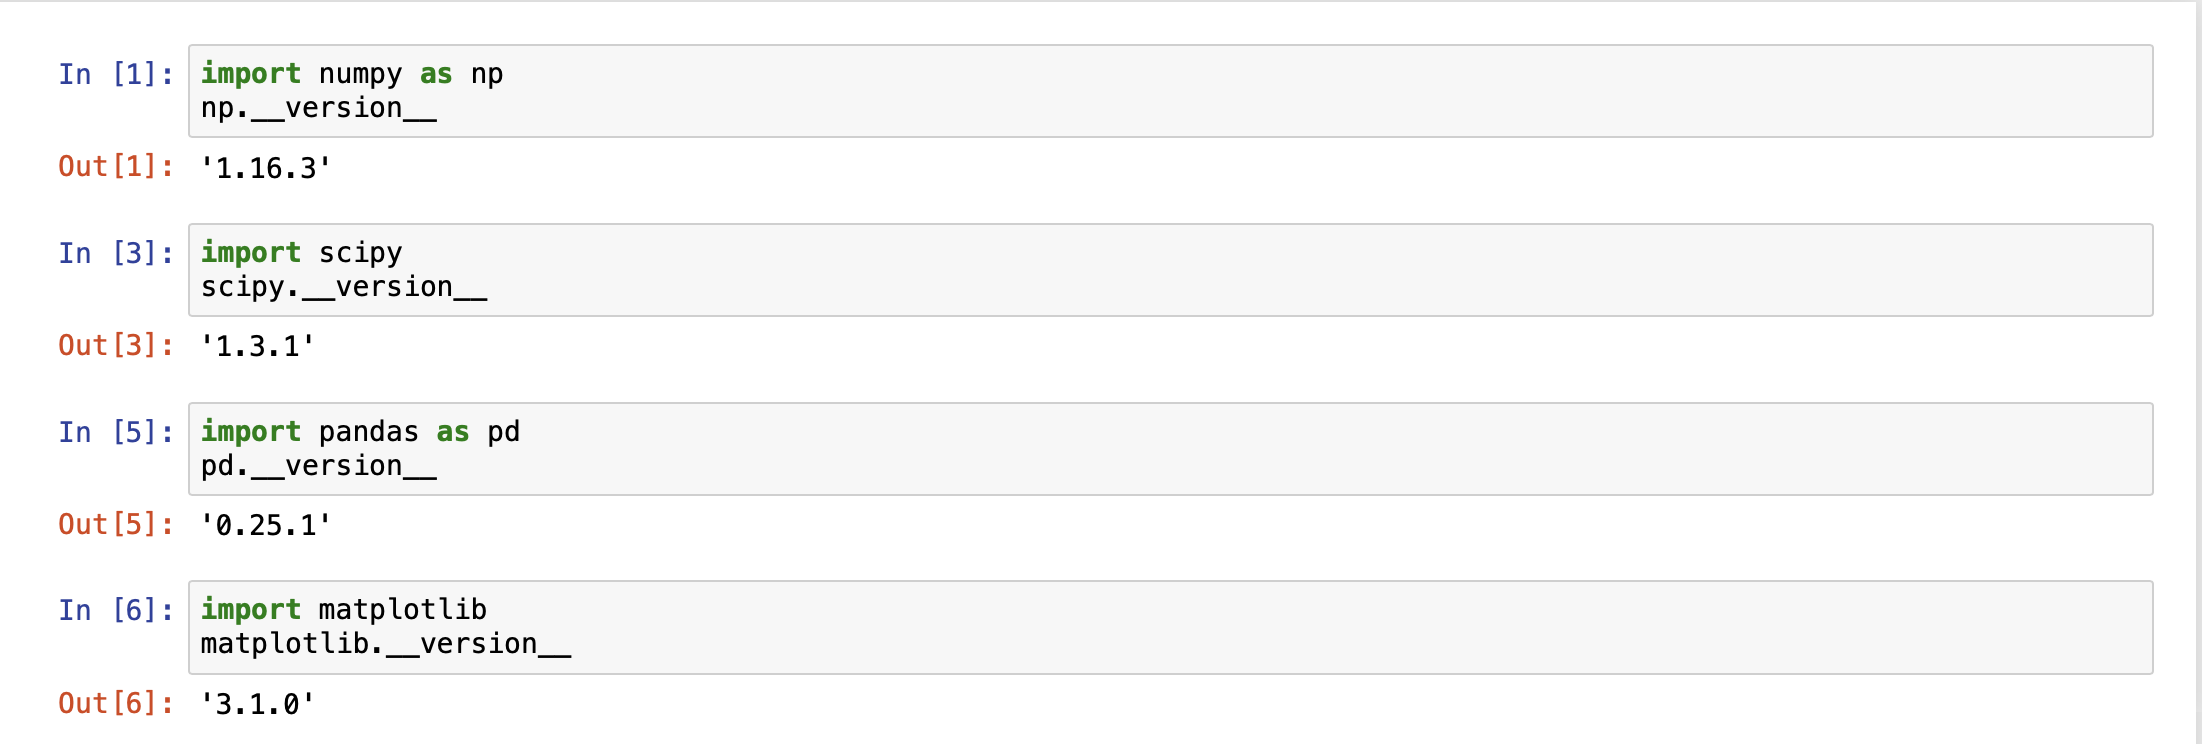 In [1]: import numpy as np
np.__version__
Out[1]: '1.16.3'
In [3]: import scipy
scipy.__version__
Out[3]: '1.3.1'
In [5]: import pandas as pd
pd.__version__
Out[5]: '0.25.1'
In [6]: import matplotlib
matplotlib.__version__
Out[6]: '3.1.0'